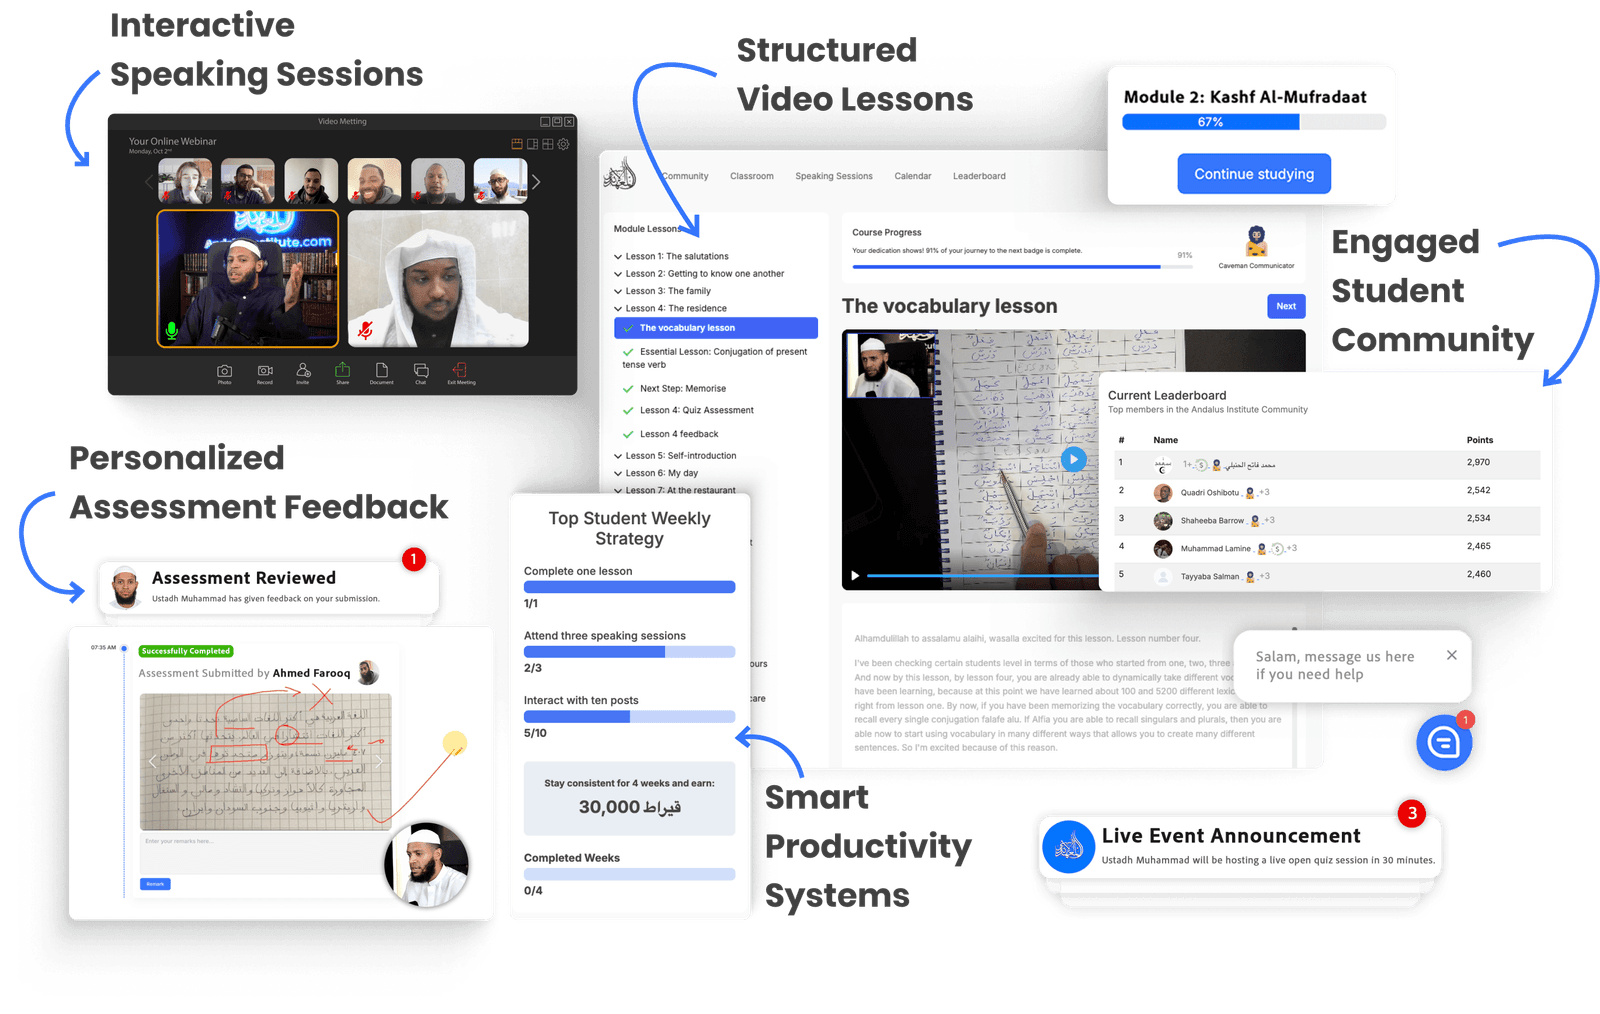 Interactive
Speaking Sessions
Video Metting
Your Online Webinar
Monday, Oct 2nd
Photo
Record
Invite
Share
Document
Chat
Exit Meeting
Structured
Video Lessons
Community
Classroom
Speaking Sessions
Calendar
Leaderboard
Module Lessons
Lesson 1: The salutations
Lesson 2: Getting to know one another
Lesson 3: The family
Lesson 4: The residence
The vocabulary lesson
Essential Lesson: Conjugation of present
tense verb
Next Step: Memorise
Lesson 4: Quiz Assessment
Lesson 4 feedback
Lesson 5: Self-introduction
Lesson 6: My day
Lesson 7: At the restaurant
Course Progress
Your dedication shows! 91% of your journey to the next badge is complete.
91%
Caveman Communicator
The vocabulary lesson
Next
Alhamdulillah to assalamu alaihi, wasalla excited for this lesson. Lesson number four.
I've been checking certain students level in terms of those who started from one, two, three
And now by this lesson, by lesson four, you are already able to dynamically take different
have been learning, because at this point we have learned about 100 and 5200 different
right from lesson one. By now, if you have been memorizing the vocabulary correctly, you are able to
recall every single conjugation falafe alu. If Alfia you are able to recall singulars and plurals, then you are
able now to start using vocabulary in many different ways that allows you to create many different
sentences. So I'm excited because of this reason.
Module 2: Kashf Al-Mufradaat
67%
Continue studying
Engaged
Student
Community
Current Leaderboard
Top members in the Andalus Institute Community
# Name Points
1 محمد فاتح الحنبلي +1 2,970
2 Quadri Oshibotu +3 2,542
3 Shaheeba Barrow +3 2,534
4 Muhammad Lamine +3 2,465
5 Tayyaba Salman +3 2,460
Salam, message us here
if you need help
1
Personalized
Assessment Feedback
1
Assessment Reviewed
Ustadh Muhammad has given feedback on your submission.
07:35 AM
Successfully Completed
Assessment Submitted by Ahmed Farooq
Enter your remarks here...
Remark
Top Student Weekly
Strategy
Complete one lesson
1/1
Attend three speaking sessions
2/3
Interact with ten posts
5/10
Stay consistent for 4 weeks and earn:
30,000 قيراط
Completed Weeks
0/4
Smart
Productivity
Systems
3
Live Event Announcement
Ustadh Muhammad will be hosting a live open quiz session in 30 minutes.